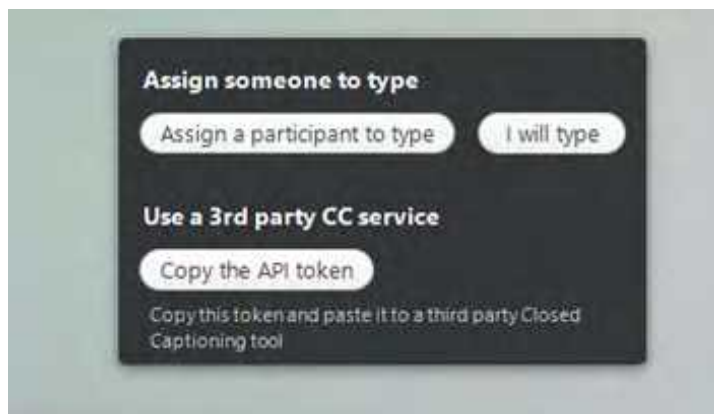 Assign someone to type
Assign a participant to type
I will type
Use a 3rd party CC service
Copy the API token
Copy this token and paste it to a third party Closed
Captioning tool